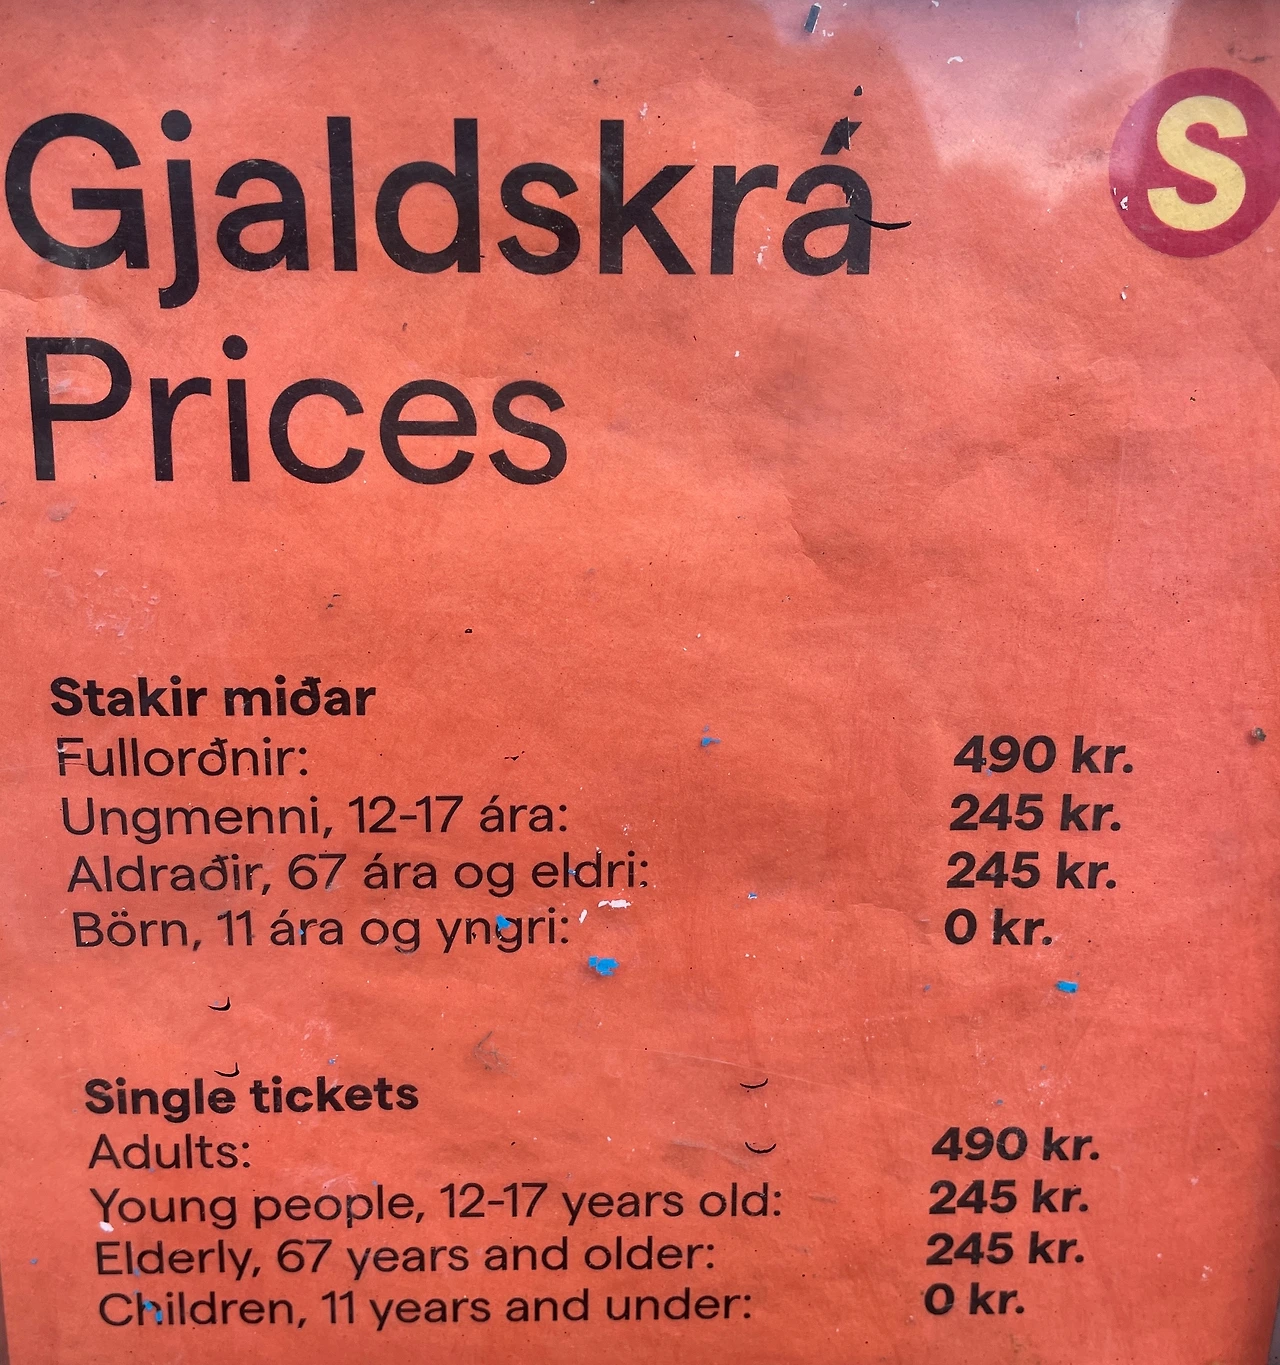 Gjaldskrá
S
Prices
Stakir miðar
Fullorðnir: 490 kr.
Ungmenni, 12-17 ára: 245 kr.
Aldraðir, 67 ára og eldri: 245 kr.
Börn, 11 ára og yngri: 0 kr.
Single tickets
Adults: 490 kr.
Young people, 12-17 years old: 245 kr.
Elderly, 67 years and older: 245 kr.
Children, 11 years and under: 0 kr.